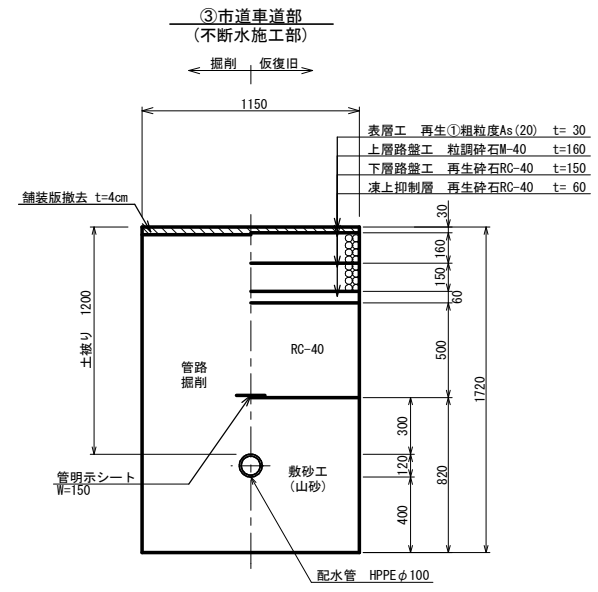 ③市道車道部
(不断水施工部)
掘削 仮復旧
1150
表層工 再生①粗粒度As(20) t= 30
上層路盤工 粒調砕石M-40 t=160
下層路盤工 再生砕石RC-40 t=150
凍上抑制層 再生砕石RC-40 t= 60
舗装版撤去 t=4cm
30
160
150
60
土被り 1200
RC-40
500
管路
掘削
1720
300
管明示シート
W=150
敷砂工
(山砂)
120
820
400
配水管 HPPEφ100